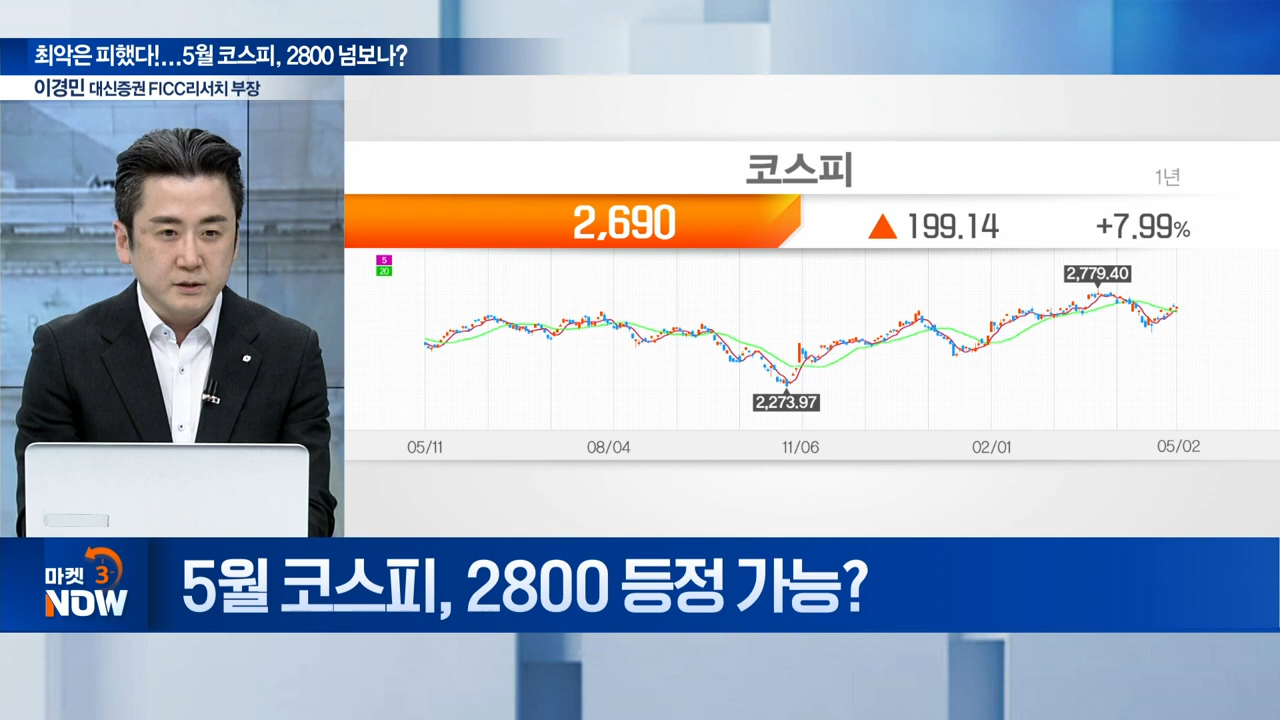 최악은 피했다!...5월 코스피, 2800 넘보나?
이경민 대신증권 FICC리서치 부장
코스피
1년
2,690 ▲ 199.14 +7.99%
5
20
2,779.40
2,273.97
05/11 08/04 11/06 02/01 05/02
마켓 3
NOW
5월 코스피, 2800 등정 가능?